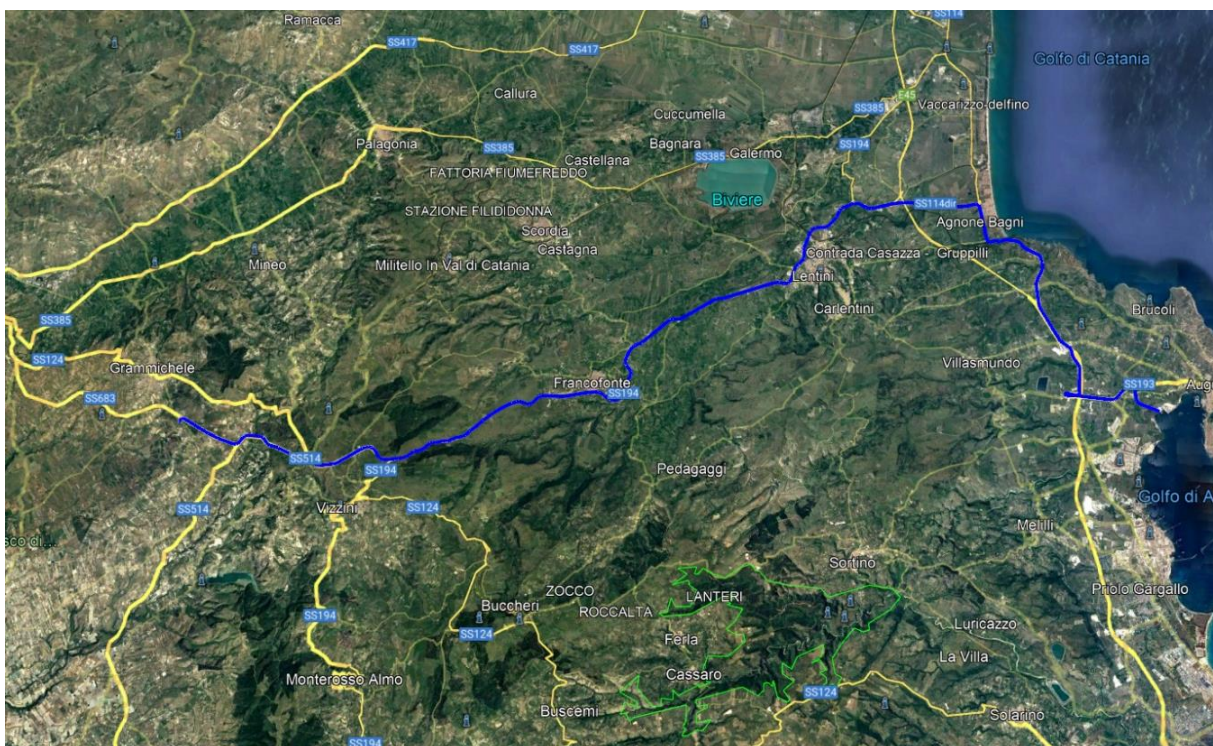 Ramacca
SS114
SS417
SS417
Golfo di Catania
Callura
E45
Vaccarizzo-delfino
SS385
Cuccumella
SS194
Palagonia
SS385
Bagnara
SS385
Galermo
Castellana
FATTORIA FIUMEFREDDO
Biviere
STAZIONE FILIDIDONNA
SS114dir
Agnone Bagni
Scordia
Castagna
Contrada Casazza
Gruppilli
Mineo
Militello In Val di Catania
Lentini
Carlentini
Brucoli
SS385
SS124
Grammichele
Villasmundo
Francofonte
SS194
SS193
Aug
SS683
SS514
SS194
Pedagaggi
Vizzini
SS124
SS514
Golfo di A
Melilli
sco di...
Sortino
Priolo Gargallo
ZOCCO
LANTERI
Buccheri
ROCCALTA
SS194
Luricazzo
SS124
Ferla
La Villa
Monterosso Almo
Cassaro
SS124
Buscemi
Solarino
SS194